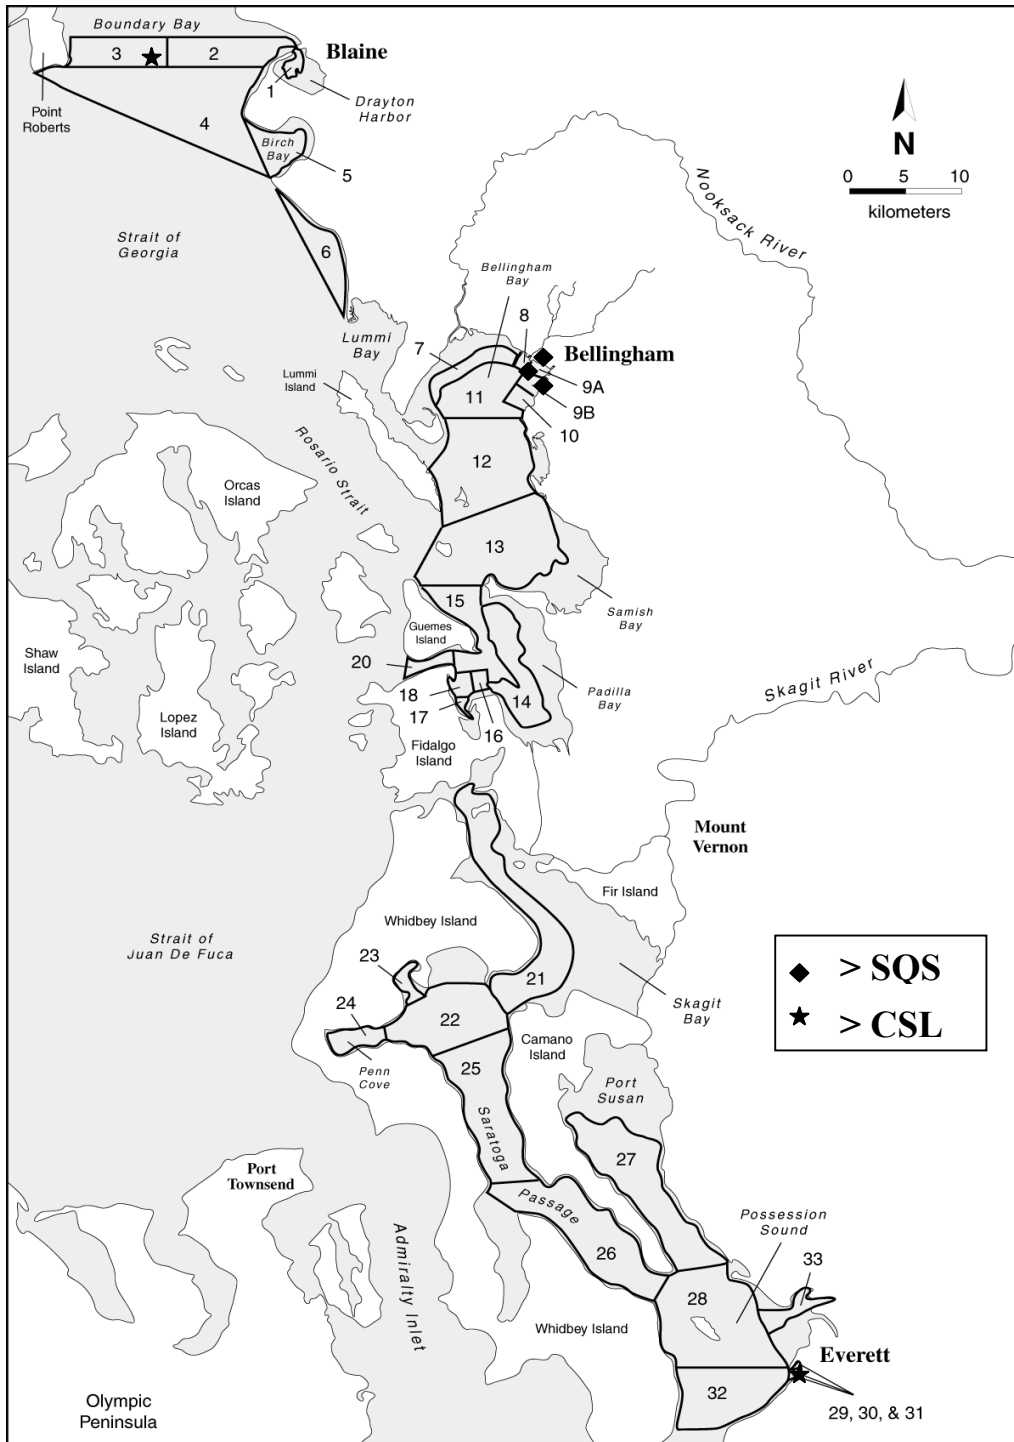 Boundary Bay
3
2
Blaine
1
Point
Roberts
Drayton
Harbor
4
Birch
Bay
5
N
0 5 10
kilometers
Nooksack River
Strait of
Georgia
6
Bellingham
Bay
8
Lummi
Bay
7
Bellingham
9A
Lummi
Island
11
9B
10
Rosario Strait
12
Orcas
Island
13
15
Samish
Bay
Guemes
Island
Shaw
Island
20
Skagit River
18
14
Padilla
Bay
17
16
Lopez
Island
Fidalgo
Island
Mount
Vernon
Fir Island
Whidbey Island
Strait of
Juan De Fuca
23
21
> SQS
24
22
Skagit
Bay
> CSL
Camano
Island
25
Penn
Cove
Port
Susan
Saratoga
Passage
27
Port
Townsend
Possession
Sound
26
33
Admiralty Inlet
28
Whidbey Island
Everett
32
29, 30, & 31
Olympic
Peninsula